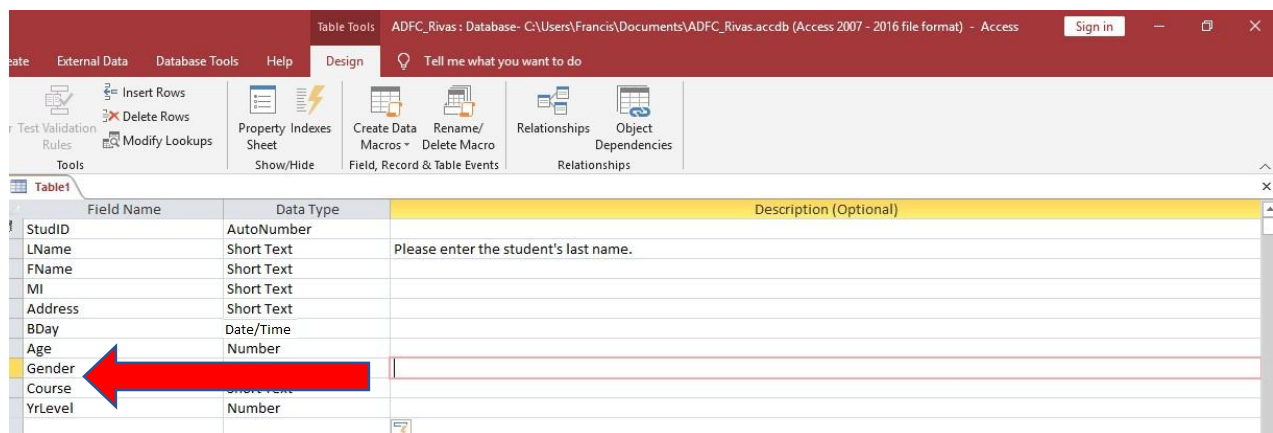 Table Tools ADFC_Rivas : Database- C:\Users\Francis\Documents\ADFC_Rivas.accdb (Access 2007 - 2016 file format) - Access Sign in
External Data Database Tools Help Design Tell me what you want to do
Insert Rows
Delete Rows
Modify Lookups
Test Validation Rules
Property Sheet
Indexes
Create Data Macros
Rename/ Delete Macro
Relationships
Object Dependencies
Tools Show/Hide Field, Record & Table Events Relationships
Table1
Field Name Data Type Description (Optional)
StudID AutoNumber
LName Short Text Please enter the student's last name.
FName Short Text
MI Short Text
Address Short Text
BDay Date/Time
Age Number
Gender
Course
YrLevel Number